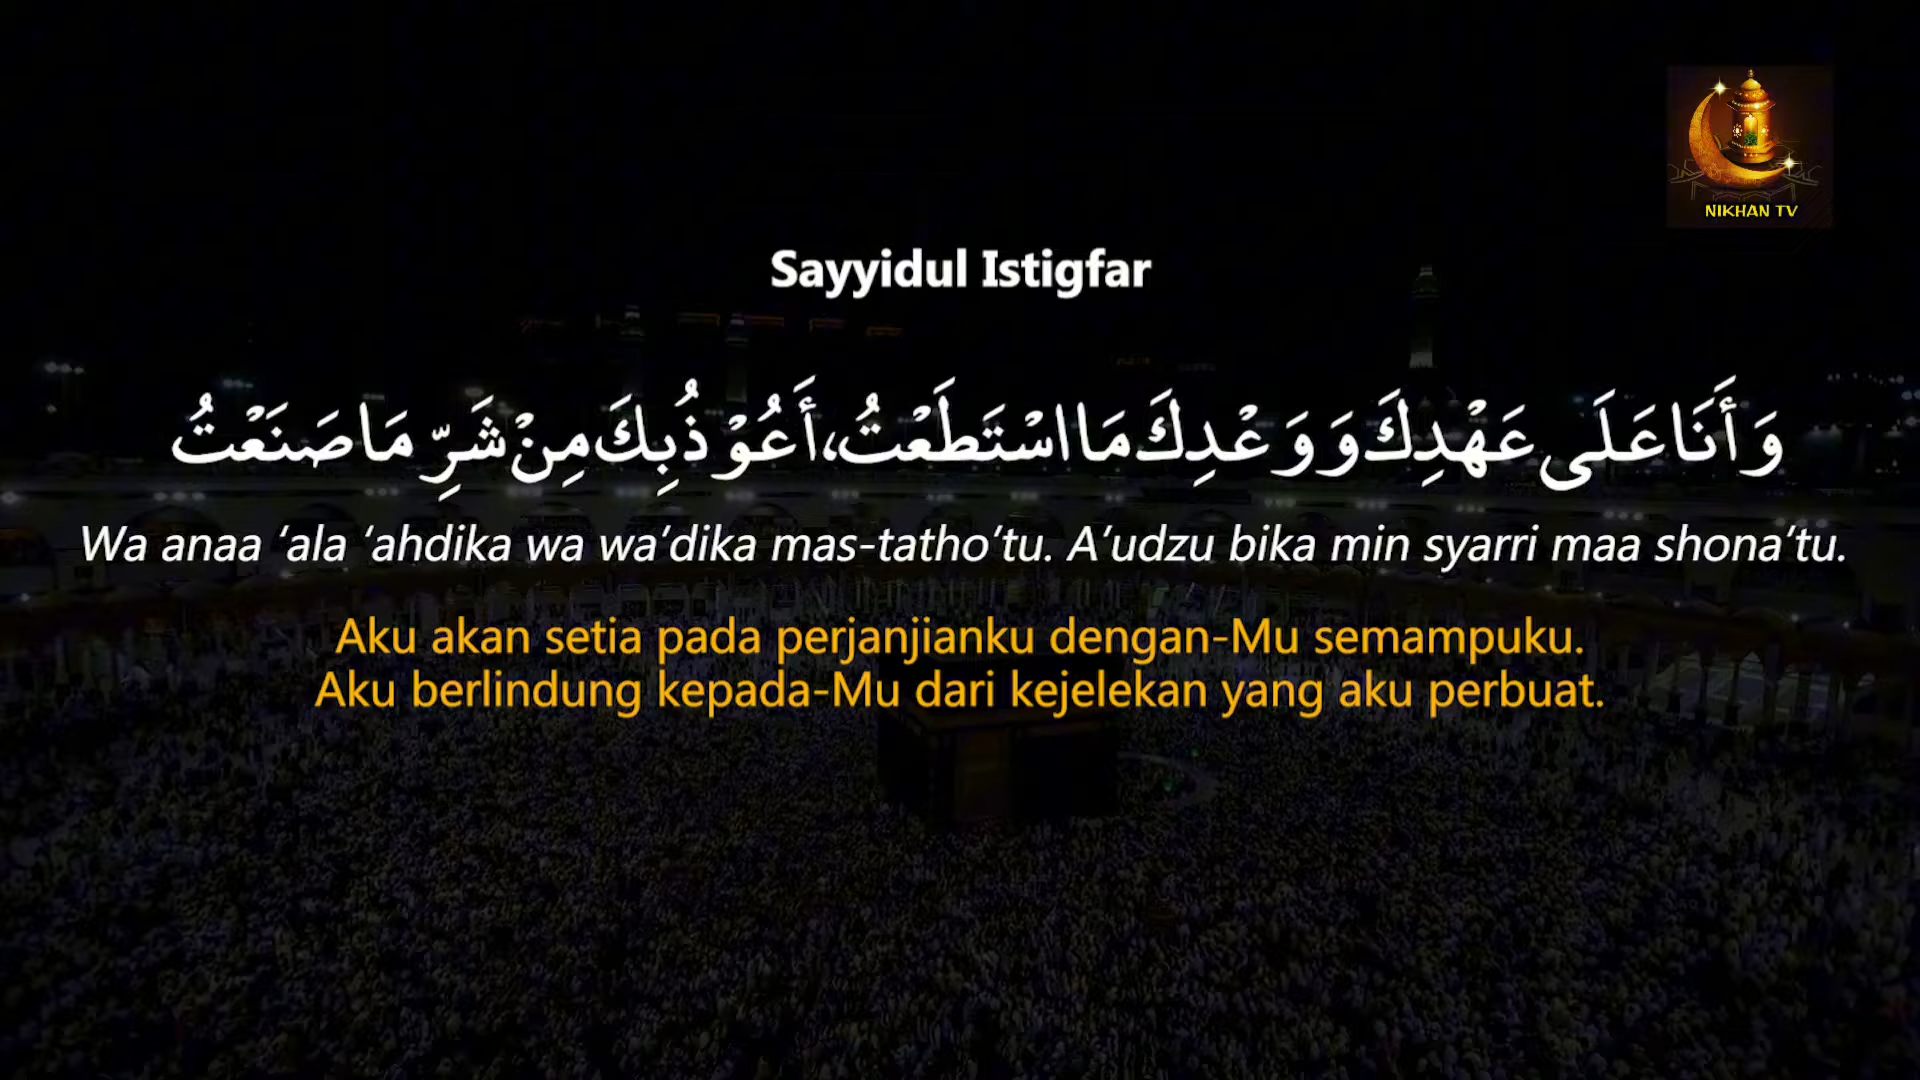 NIKHAN TV
Sayyidul Istigfar
وَأَنَا عَلَى عَهْدِكَ وَوَعْدِكَ مَا اسْتَطَعْتُ، أَعُوْذُ بِكَ مِنْ شَرِّ مَا صَنَعْتُ
Wa anaa ‘ala ‘ahdika wa wa’dika mas-tatho’tu. A’udzu bika min syarri maa shona’tu.
Aku akan setia pada perjanjianku dengan-Mu semampuku.
Aku berlindung kepada-Mu dari kejelekan yang aku perbuat.